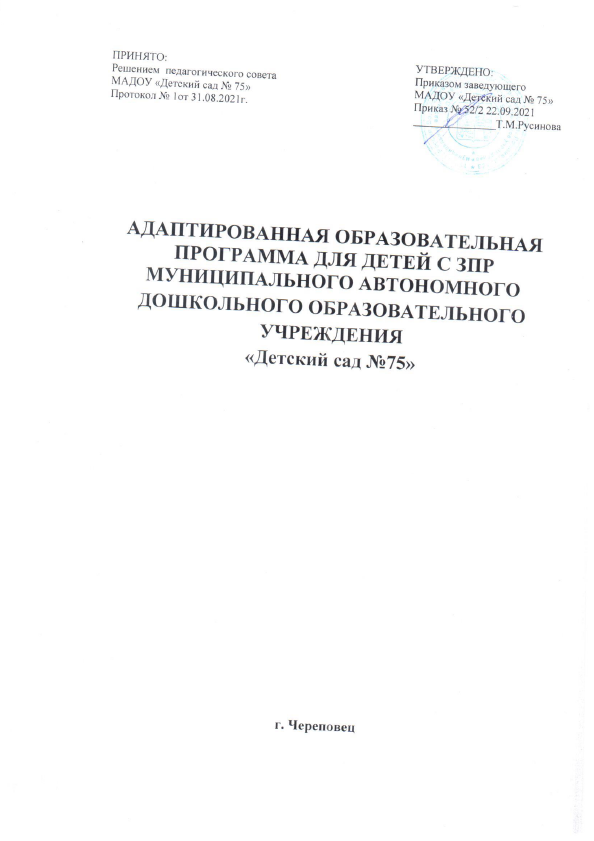 ПРИНЯТО:
Решением педагогического совета
МАДОУ «Детский сад № 75»
Протокол № 1от 31.08.2021г.
УТВЕРЖДЕНО:
Приказом заведующего
МАДОУ «Детский сад № 75»
Приказ № 52/2 22.09.2021
_______________Т.М.Русинова
АДАПТИРОВАННАЯ ОБРАЗОВАТЕЛЬНАЯ
ПРОГРАММА ДЛЯ ДЕТЕЙ С ЗПР
МУНИЦИПАЛЬНОГО АВТОНОМНОГО
ДОШКОЛЬНОГО ОБРАЗОВАТЕЛЬНОГО
УЧРЕЖДЕНИЯ
«Детский сад №75»
г. Череповец